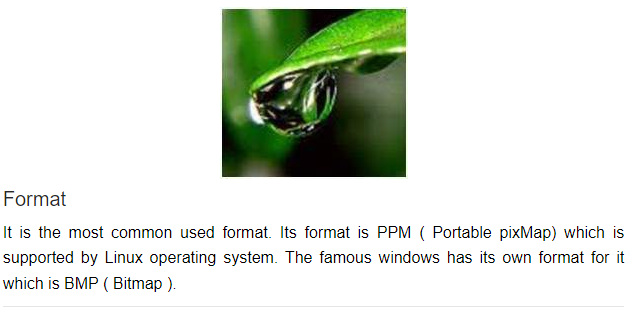 Format
It is the most common used format. Its format is PPM ( Portable pixMap) which is
supported by Linux operating system. The famous windows has its own format for it
which is BMP ( Bitmap ).